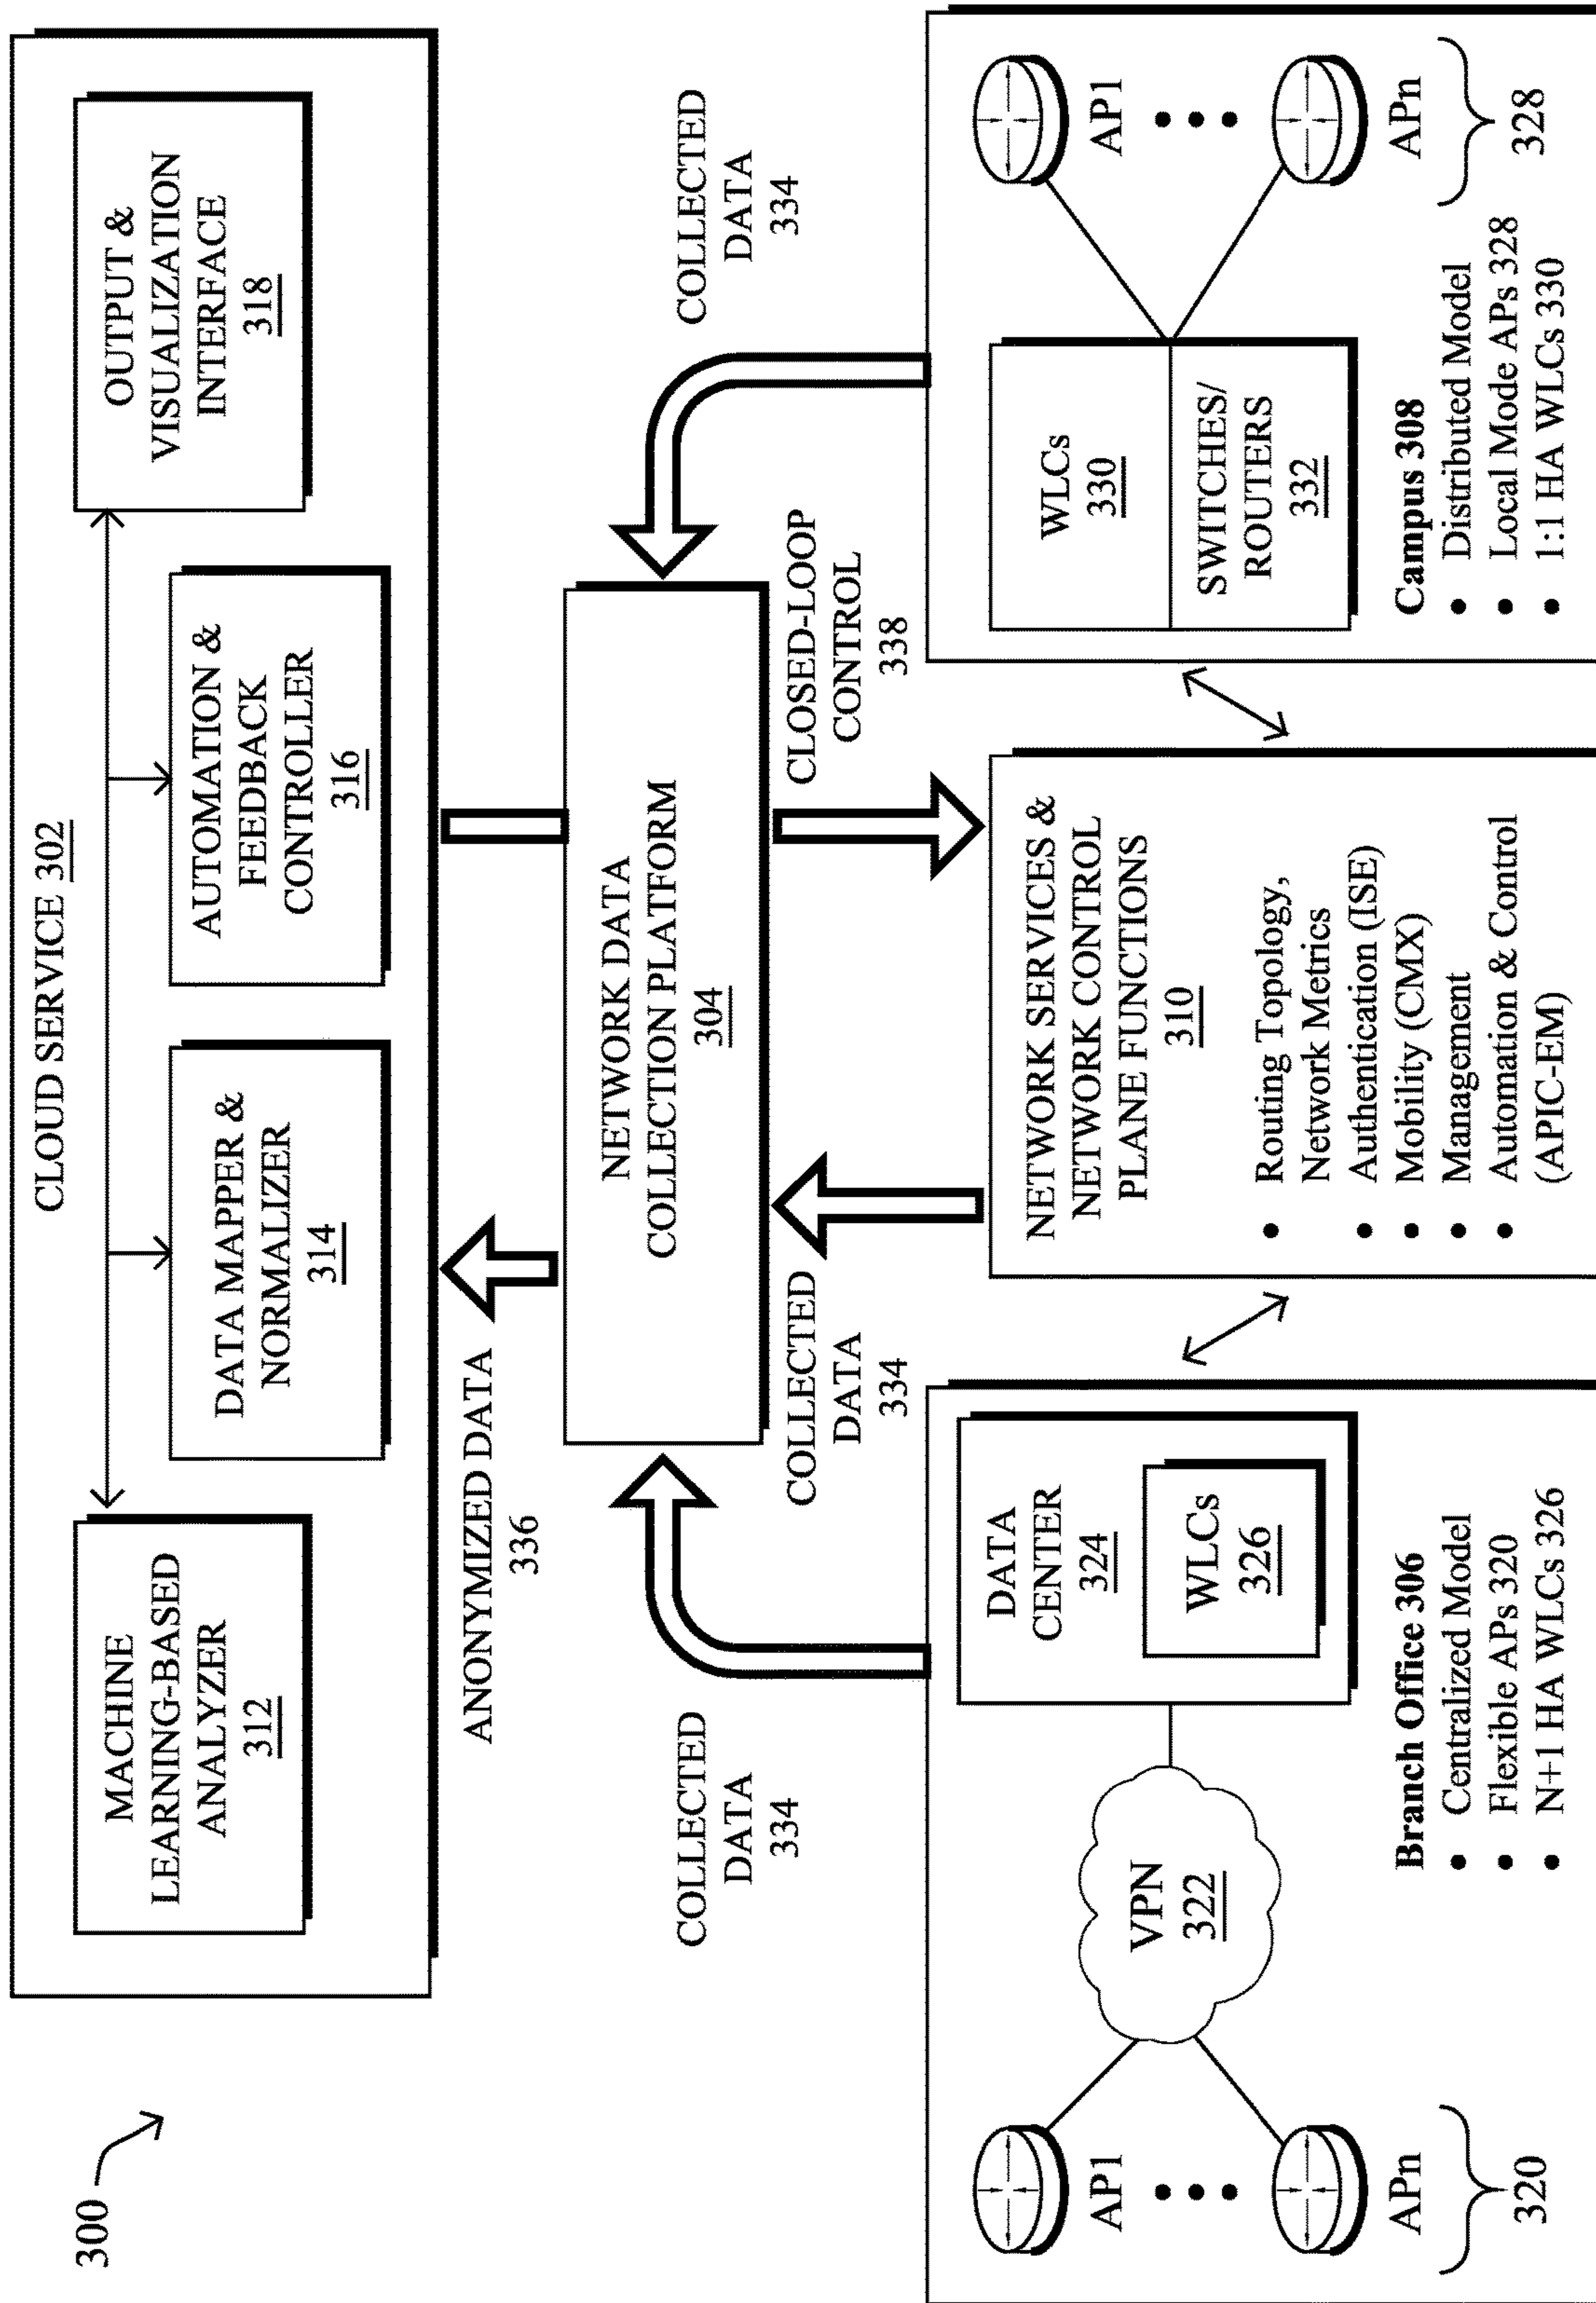 300
CLOUD SERVICE 302
MACHINE
LEARNING-BASED
ANALYZER
312
DATA MAPPER &
NORMALIZER
314
AUTOMATION &
FEEDBACK
CONTROLLER
316
OUTPUT &
VISUALIZATION
INTERFACE
318
ANONYMIZED DATA
336
COLLECTED
DATA
334
NETWORK DATA
COLLECTION PLATFORM
304
COLLECTED
DATA
334
COLLECTED
DATA
334
CLOSED-LOOP
CONTROL
338
AP1
APn
320
VPN
322
DATA
CENTER
324
WLCs
326
Branch Office 306
• Centralized Model
• Flexible APs 320
• N+1 HA WLCs 326
NETWORK SERVICES &
NETWORK CONTROL
PLANE FUNCTIONS
310
• Routing Topology,
Network Metrics
• Authentication (ISE)
• Mobility (CMX)
• Management
• Automation & Control
(APIC-EM)
WLCs
330
SWITCHES/
ROUTERS
332
AP1
APn
328
Campus 308
• Distributed Model
• Local Mode APs 328
• 1:1 HA WLCs 330